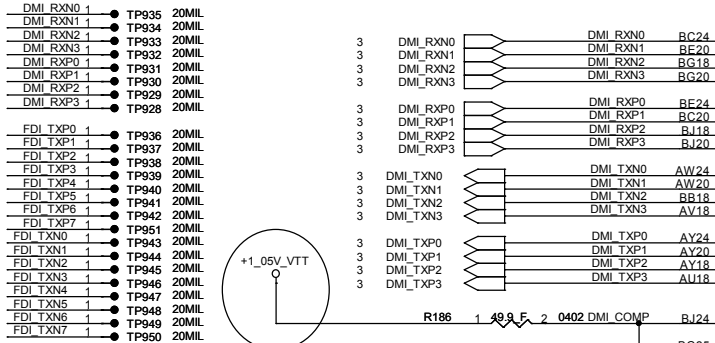 DMI_RXN0 1 TP935 20MIL
DMI_RXN1 1 TP934 20MIL
DMI_RXN2 1 TP933 20MIL
DMI_RXN3 1 TP932 20MIL
DMI_RXP0 1 TP931 20MIL
DMI_RXP1 1 TP930 20MIL
DMI_RXP2 1 TP929 20MIL
DMI_RXP3 1 TP928 20MIL
FDI_TXP0 1 TP936 20MIL
FDI_TXP1 1 TP937 20MIL
FDI_TXP2 1 TP938 20MIL
FDI_TXP3 1 TP939 20MIL
FDI_TXP4 1 TP940 20MIL
FDI_TXP5 1 TP941 20MIL
FDI_TXP6 1 TP942 20MIL
FDI_TXP7 1 TP951 20MIL
FDI_TXN0 1 TP943 20MIL
FDI_TXN1 1 TP944 20MIL
FDI_TXN2 1 TP945 20MIL
FDI_TXN3 1 TP946 20MIL
FDI_TXN4 1 TP947 20MIL
FDI_TXN5 1 TP948 20MIL
FDI_TXN6 1 TP949 20MIL
FDI_TXN7 1 TP950 20MIL
3 DMI_RXN0 DMI_RXN0 BC24
3 DMI_RXN1 DMI_RXN1 BE20
3 DMI_RXN2 DMI_RXN2 BG18
3 DMI_RXN3 DMI_RXN3 BG20
3 DMI_RXP0 DMI_RXP0 BE24
3 DMI_RXP1 DMI_RXP1 BC20
3 DMI_RXP2 DMI_RXP2 BJ18
3 DMI_RXP3 DMI_RXP3 BJ20
3 DMI_TXN0 DMI_TXN0 AW24
3 DMI_TXN1 DMI_TXN1 AW20
3 DMI_TXN2 DMI_TXN2 BB18
3 DMI_TXN3 DMI_TXN3 AV18
3 DMI_TXP0 DMI_TXP0 AY24
3 DMI_TXP1 DMI_TXP1 AY20
3 DMI_TXP2 DMI_TXP2 AY18
3 DMI_TXP3 DMI_TXP3 AU18
+1_05V_VTT
R186 1 49.9_F 2 0402 DMI_COMP BJ24